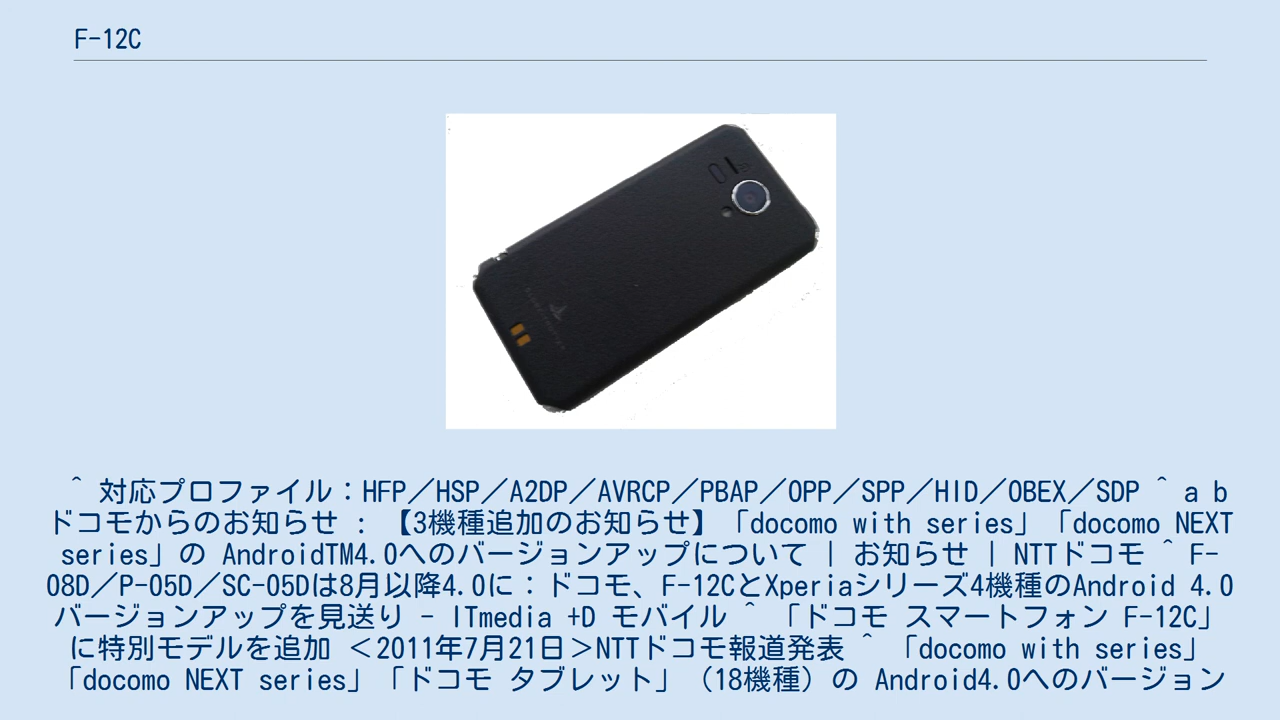 F-12C
^ 対応プロファイル：HFP／HSP／A2DP／AVRCP／PBAP／OPP／SPP／HID／OBEX／SDP ^ a b
ドコモからのお知らせ : 【3機種追加のお知らせ】「docomo with series」「docomo NEXT
series」の AndroidTM4.0へのバージョンアップについて | お知らせ | NTTドコモ ^ F-
08D／P-05D／SC-05Dは8月以降4.0に：ドコモ、F-12CとXperiaシリーズ4機種のAndroid 4.0
バージョンアップを見送り - ITmedia +D モバイル ^ 「ドコモ スマートフォン F-12C」
に特別モデルを追加 ＜2011年7月21日＞NTTドコモ報道発表 ^ 「docomo with series」
「docomo NEXT series」「ドコモ タブレット」（18機種）の Android4.0へのバージョン